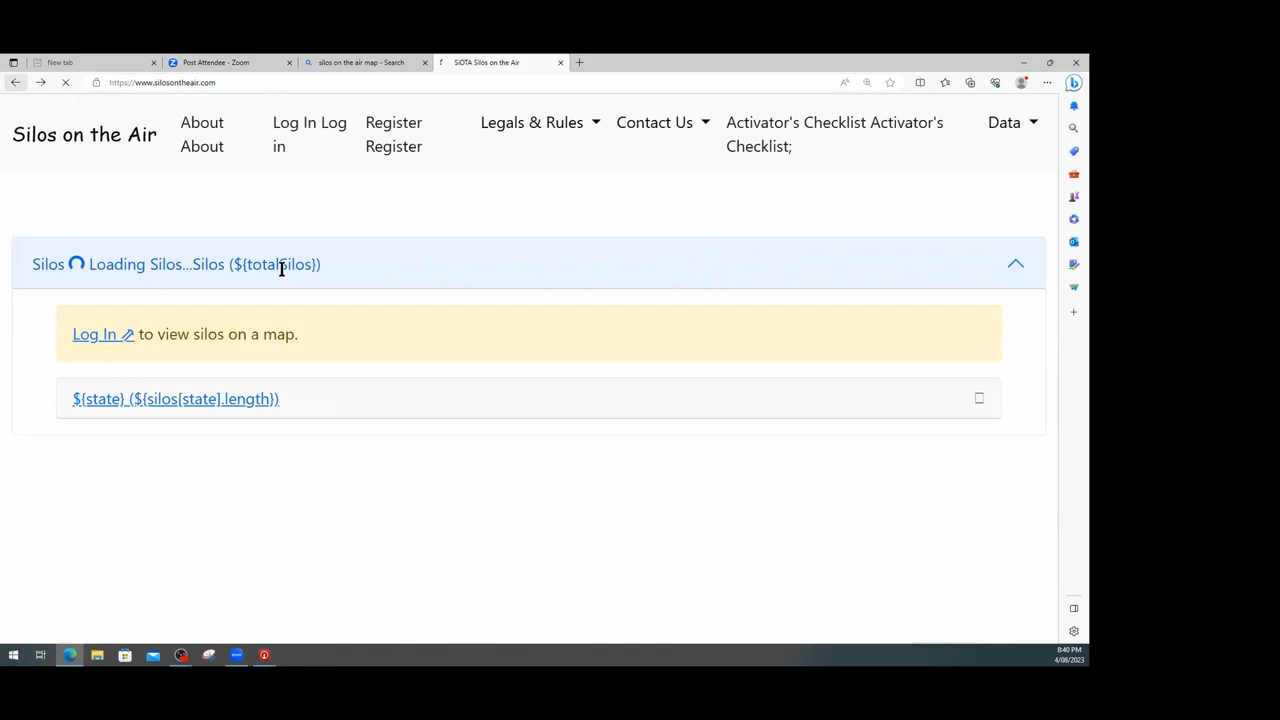 New tab
Post Attendee - Zoom
silos on the air map - Search
SiOTA Silos on the Air
https://www.silosontheair.com
Silos on the Air
About
About
Log In Log
in
Register
Register
Legals & Rules
Contact Us
Activator's Checklist Activator's
Checklist;
Data
Silos Loading Silos...Silos (${totalSilos})
Log In to view silos on a map.
${state} (${silos[state].length})
8:40 PM
4/08/2023